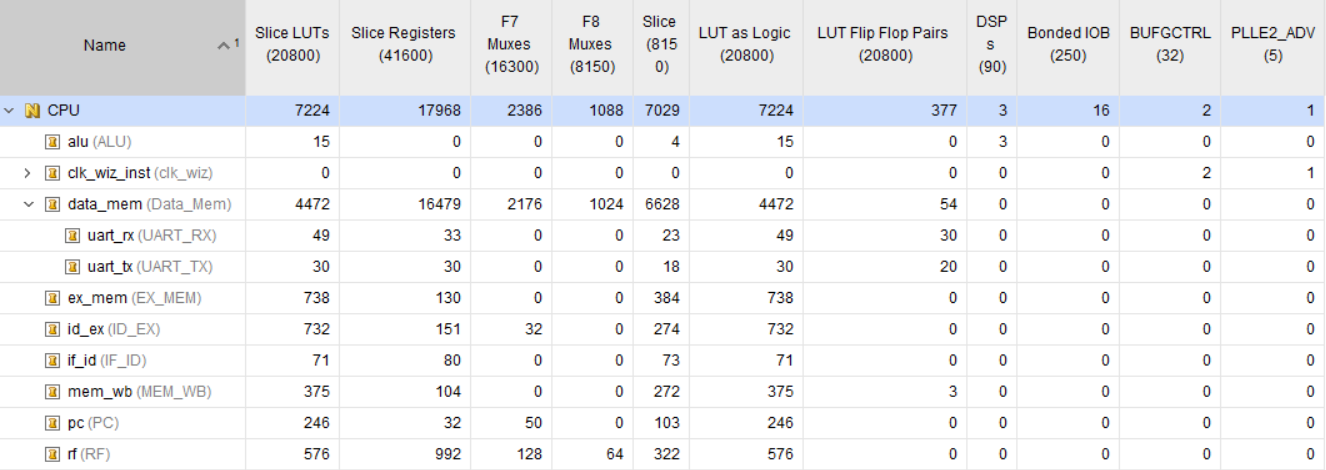 Name 1 Slice LUTs (20800) Slice Registers (41600) F7 Muxes (16300) F8 Muxes (8150) Slice (815 0) LUT as Logic (20800) LUT Flip Flop Pairs (20800) DSP s (90) Bonded IOB (250) BUFGCTRL (32) PLLE2_ADV (5)
N CPU 7224 17968 2386 1088 7029 7224 377 3 16 2 1
alu (ALU) 15 0 0 0 4 15 0 3 0 0 0
clk_wiz_inst (clk_wiz) 0 0 0 0 0 0 0 0 0 2 1
data_mem (Data_Mem) 4472 16479 2176 1024 6628 4472 54 0 0 0 0
uart_rx (UART_RX) 49 33 0 0 23 49 30 0 0 0 0
uart_tx (UART_TX) 30 30 0 0 18 30 20 0 0 0 0
ex_mem (EX_MEM) 738 130 0 0 384 738 0 0 0 0 0
id_ex (ID_EX) 732 151 32 0 274 732 0 0 0 0 0
if_id (IF_ID) 71 80 0 0 73 71 0 0 0 0 0
mem_wb (MEM_WB) 375 104 0 0 272 375 3 0 0 0 0
pc (PC) 246 32 50 0 103 246 0 0 0 0 0
rf (RF) 576 992 128 64 322 576 0 0 0 0 0